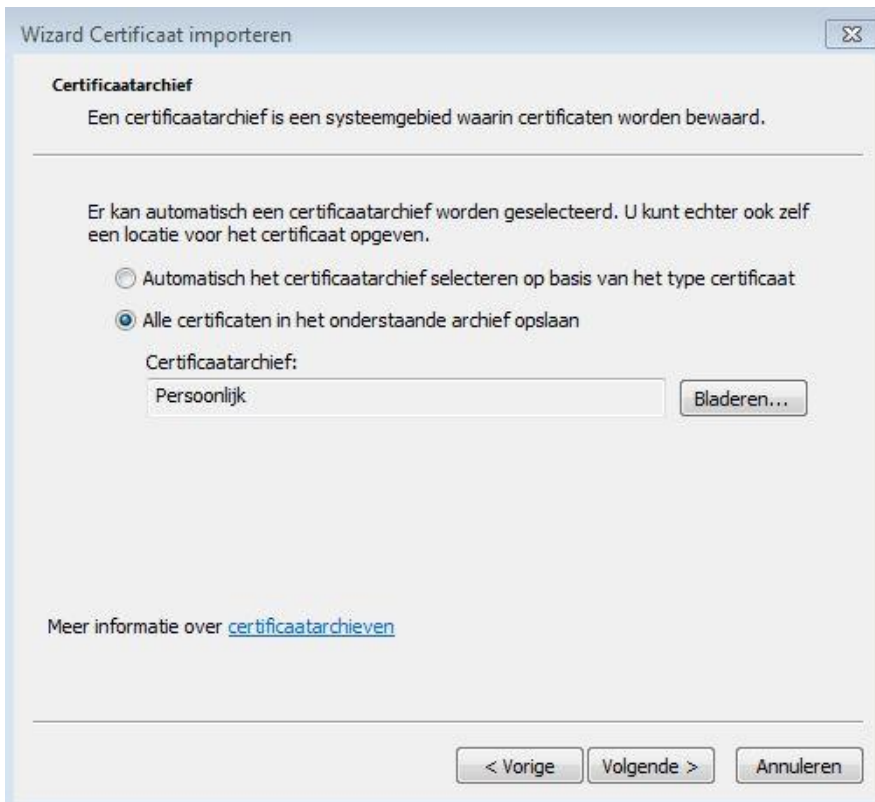 Wizard Certificaat importeren
Certificaatarchief
Een certificaatarchief is een systeemgebied waarin certificaten worden bewaard.
Er kan automatisch een certificaatarchief worden geselecteerd. U kunt echter ook zelf
een locatie voor het certificaat opgeven.
Automatisch het certificaatarchief selecteren op basis van het type certificaat
Alle certificaten in het onderstaande archief opslaan
Certificaatarchief:
Persoonlijk
Bladeren...
Meer informatie over certificaatarchieven
< Vorige
Volgende >
Annuleren